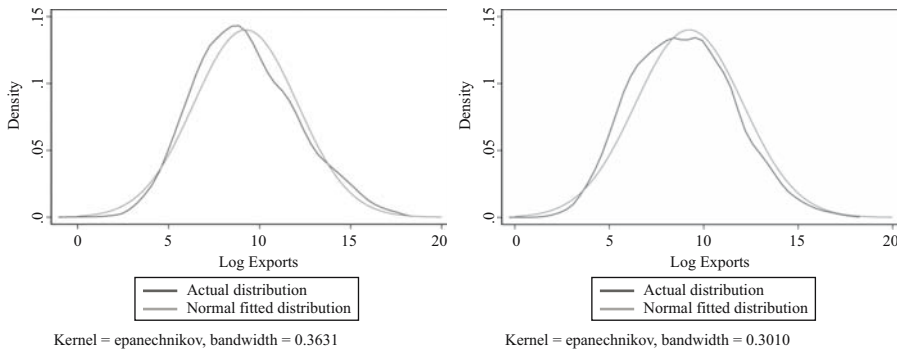 .15
.1
.05
.0
Density
0
5
10
15
20
Log Exports
Actual distribution
Normal fitted distribution
Kernel = epanechnikov, bandwidth = 0.3631
.15
.1
.05
.0
Density
0
5
10
15
20
Log Exports
Actual distribution
Normal fitted distribution
Kernel = epanechnikov, bandwidth = 0.3010